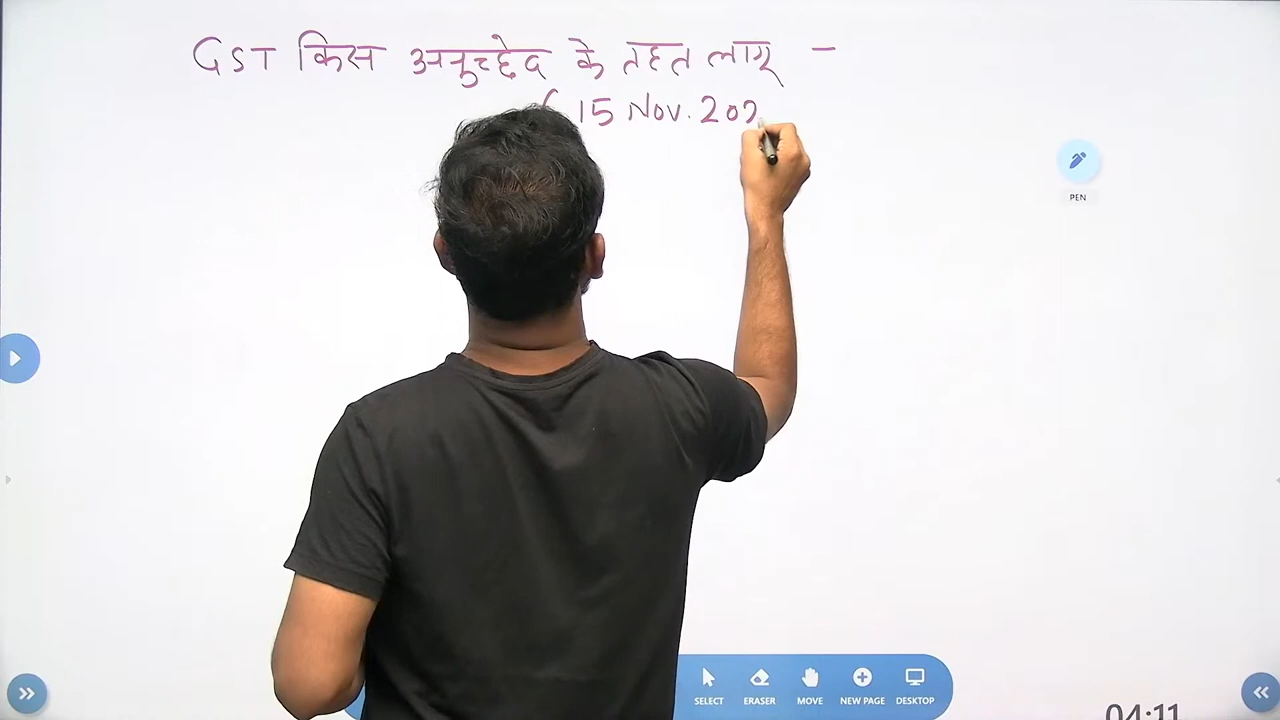 GST किस अनुच्छेद के तहत लागू –
( 15 Nov. 202
PEN
SELECT ERASER MOVE NEW PAGE DESKTOP
04:11